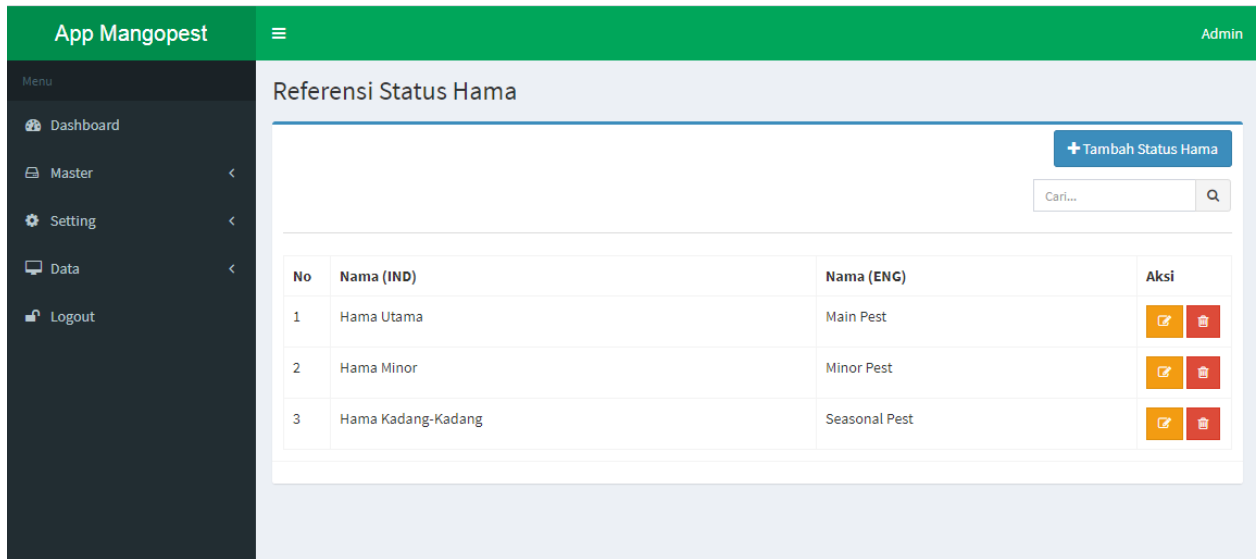 App Mangopest
Admin
Menu
Dashboard
Master
Setting
Data
Logout
Referensi Status Hama
Tambah Status Hama
Cari...
No Nama (IND) Nama (ENG) Aksi
1 Hama Utama Main Pest
2 Hama Minor Minor Pest
3 Hama Kadang-Kadang Seasonal Pest